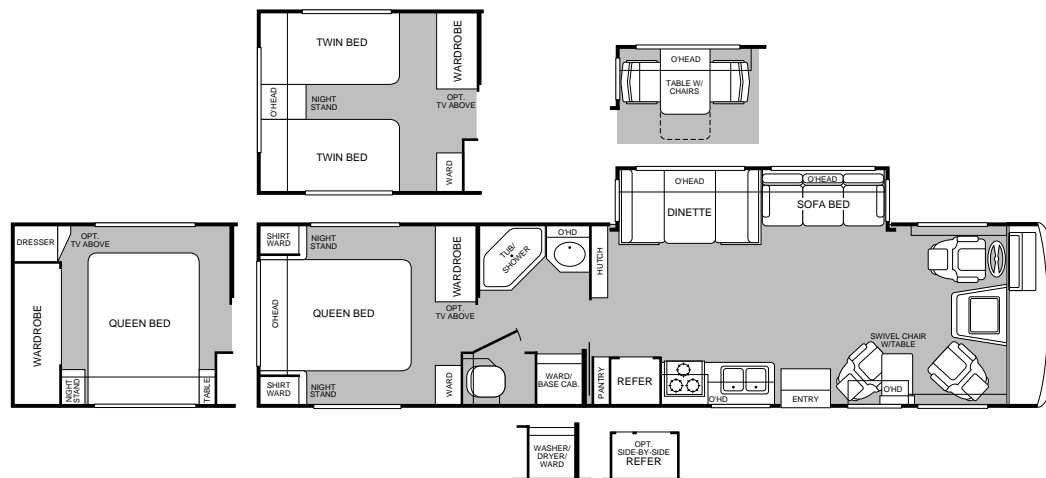 TWIN BED
WARDROBE
O'HEAD
NIGHT
STAND
OPT.
TV ABOVE
TWIN BED
WARD
O'HEAD
TABLE W/
CHAIRS
O'HEAD
DINETTE
O'HEAD
SOFA BED
DRESSER
OPT.
TV ABOVE
WARDROBE
QUEEN BED
NIGHT
STAND
TABLE
SHIRT
WARD
NIGHT
STAND
O'HEAD
QUEEN BED
WARDROBE
OPT.
TV ABOVE
SHIRT
WARD
NIGHT
STAND
WARD
TUB/
SHOWER
O'HD
HUTCH
WARD/
BASE CAB.
PANTRY
REFER
O'HD
ENTRY
SWIVEL CHAIR
W/TABLE
O'HD
WASHER/
DRYER/
WARD
OPT.
SIDE-BY-SIDE
REFER